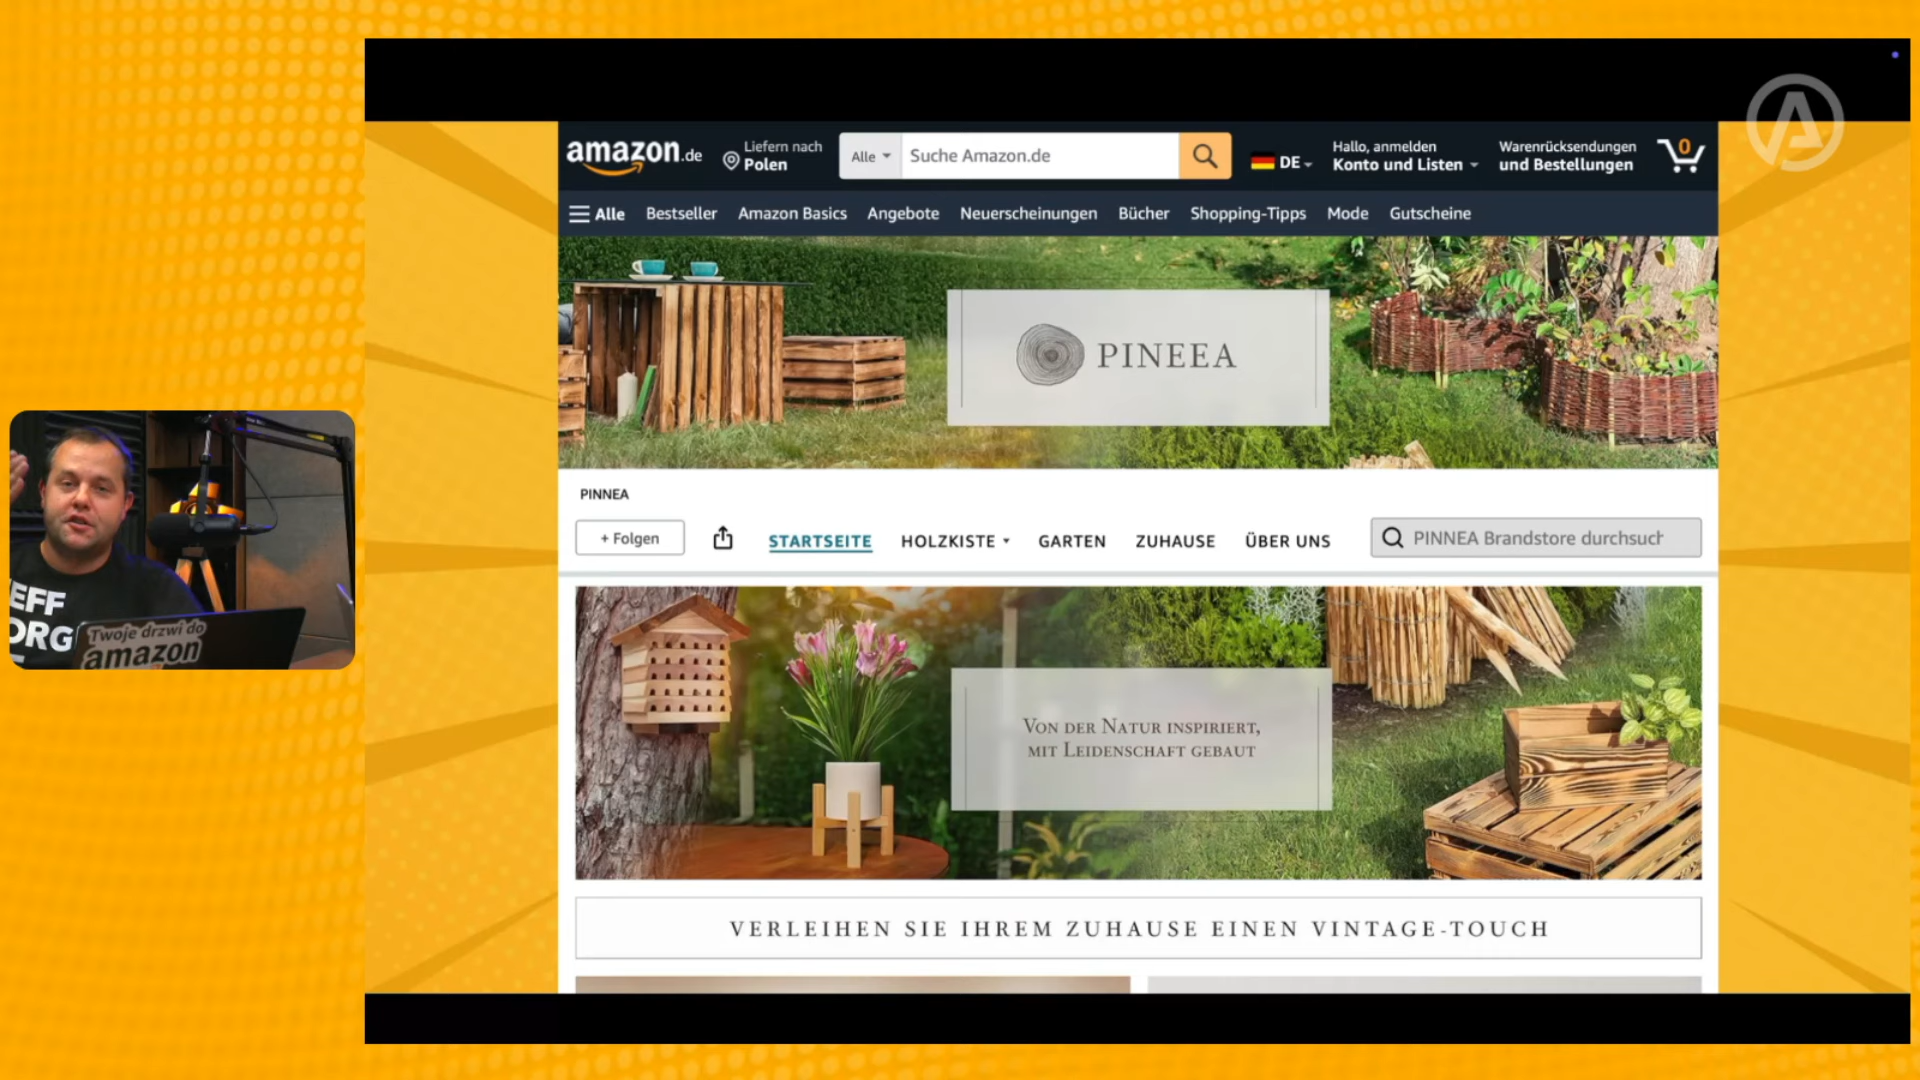 amazon.de
Liefern nach
Polen
Alle
Suche Amazon.de
DE
Hallo, anmelden
Konto und Listen
Warenrücksendungen
und Bestellungen
0
Alle
Bestseller
Amazon Basics
Angebote
Neuerscheinungen
Bücher
Shopping-Tipps
Mode
Gutscheine
PINEEA
PINNEA
+ Folgen
STARTSEITE
HOLZKISTE
GARTEN
ZUHAUSE
ÜBER UNS
PINNEA Brandstore durchsuch
VON DER NATUR INSPIRIERT,
MIT LEIDENSCHAFT GEBAUT
VERLEIHEN SIE IHREM ZUHAUSE EINEN VINTAGE-TOUCH
EFF
ORG
Twoje drzwi do
amazon
A